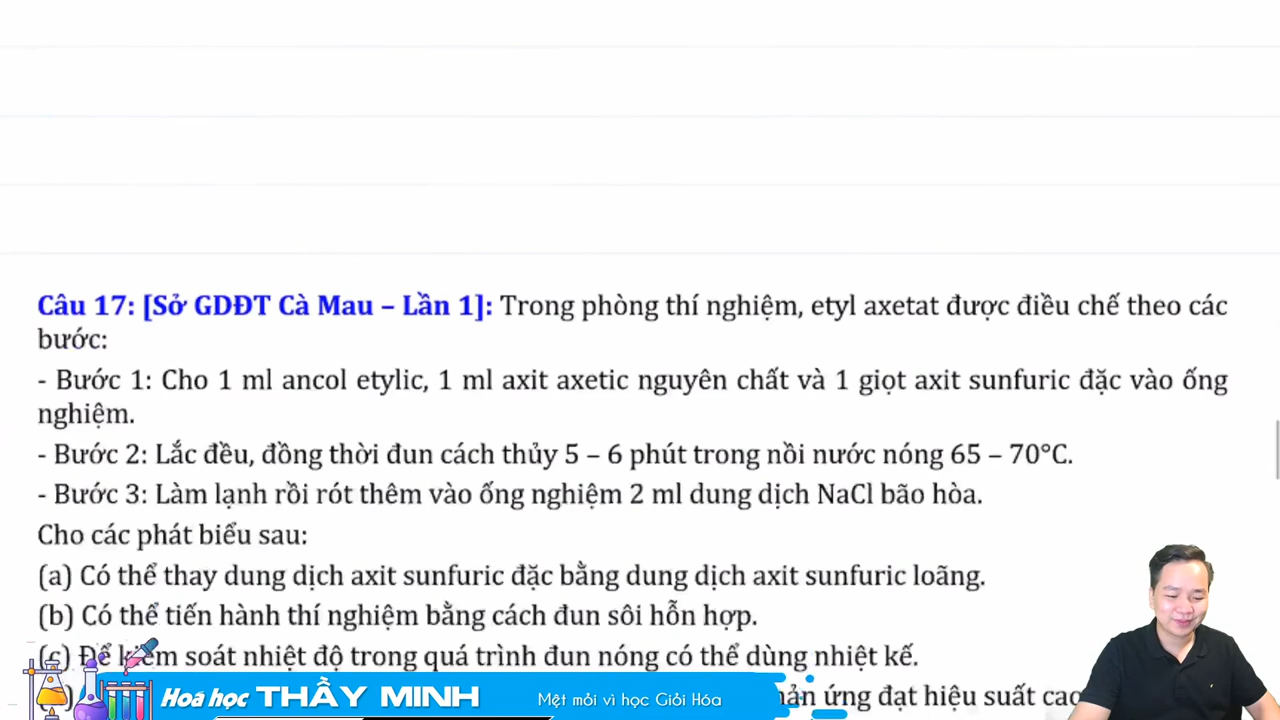 Câu 17: [Sở GDĐT Cà Mau – Lần 1]: Trong phòng thí nghiệm, etyl axetat được điều chế theo các
bước:
- Bước 1: Cho 1 ml ancol etylic, 1 ml axit axetic nguyên chất và 1 giọt axit sunfuric đặc vào ống
nghiệm.
- Bước 2: Lắc đều, đồng thời đun cách thủy 5 – 6 phút trong nồi nước nóng 65 – 70°C.
- Bước 3: Làm lạnh rồi rót thêm vào ống nghiệm 2 ml dung dịch NaCl bão hòa.
Cho các phát biểu sau:
(a) Có thể thay dung dịch axit sunfuric đặc bằng dung dịch axit sunfuric loãng.
(b) Có thể tiến hành thí nghiệm bằng cách đun sôi hỗn hợp.
(c) Để kiểm soát nhiệt độ trong quá trình đun nóng có thể dùng nhiệt kế.
ứng đạt hiệu suất cao
Hoá học THẦY MINH
Mệt mỏi vì học Giỏi Hóa